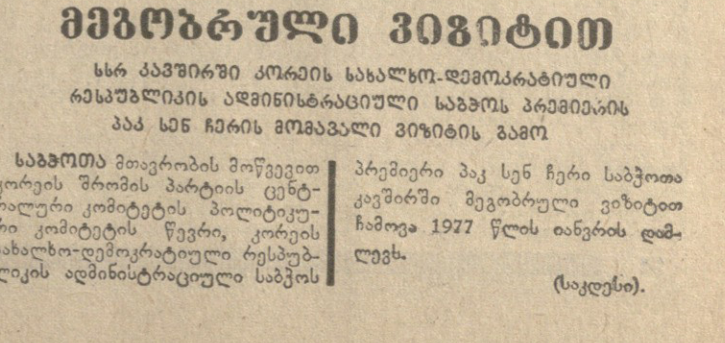 მეგობრული ვიზიტით
სსრ კავშირში კორეის სახალხო-დემოკრატიული
რესპუბლიკის ადმინისტრაციული საბჭოს პრემიერის
პაკ სენ ჩერის მომავალი ვიზიტის გამო
საბჭოთა მთავრობის მოწვევით
კორეის შრომის პარტიის ცენტ-
რალური კომიტეტის პოლიტიკუ-
რი კომიტეტის წევრი, კორეის
სახალხო-დემოკრატიული რესპუბ-
ლიკის ადმინისტრაციული საბჭოს
პრემიერი პაკ სენ ჩერი საბჭოთა
კავშირში მეგობრული ვიზიტით
ჩამოვა 1977 წლის იანვრის დამ-
ლევს.
(საკდესი).